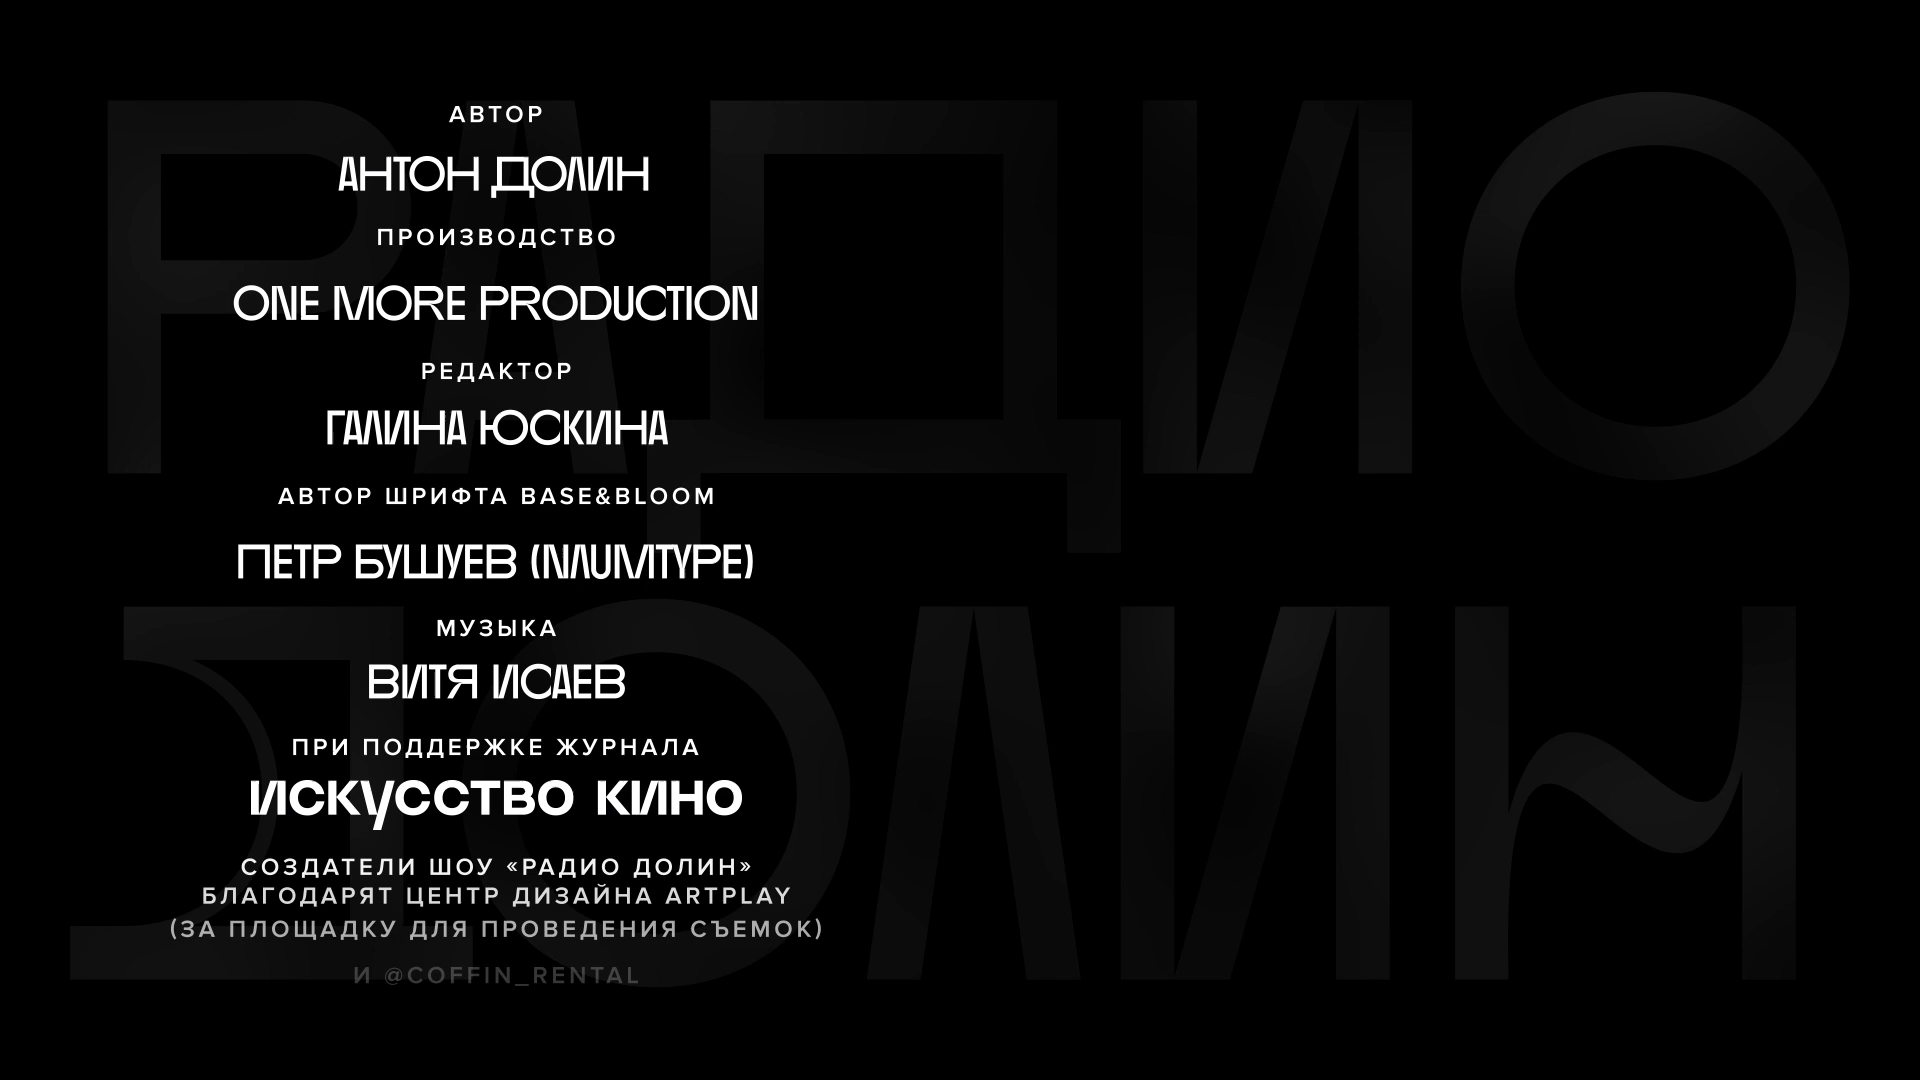 РАДИО
ДОЛИН
АВТОР
АНТОН ДОЛИН
ПРОИЗВОДСТВО
ONE MORE PRODUCTION
РЕДАКТОР
ГАЛИНА ЮСКИНА
АВТОР ШРИФТА BASE&BLOOM
ПЕТР БУШУЕВ (NAUMTYPE)
МУЗЫКА
ВИТЯ ИСАЕВ
ПРИ ПОДДЕРЖКЕ ЖУРНАЛА
ИСКУССТВО КИНО
СОЗДАТЕЛИ ШОУ «РАДИО ДОЛИН»
БЛАГОДАРЯТ ЦЕНТР ДИЗАЙНА ARTPLAY
(ЗА ПЛОЩАДКУ ДЛЯ ПРОВЕДЕНИЯ СЪЕМОК)
И @COFFIN_RENTAL